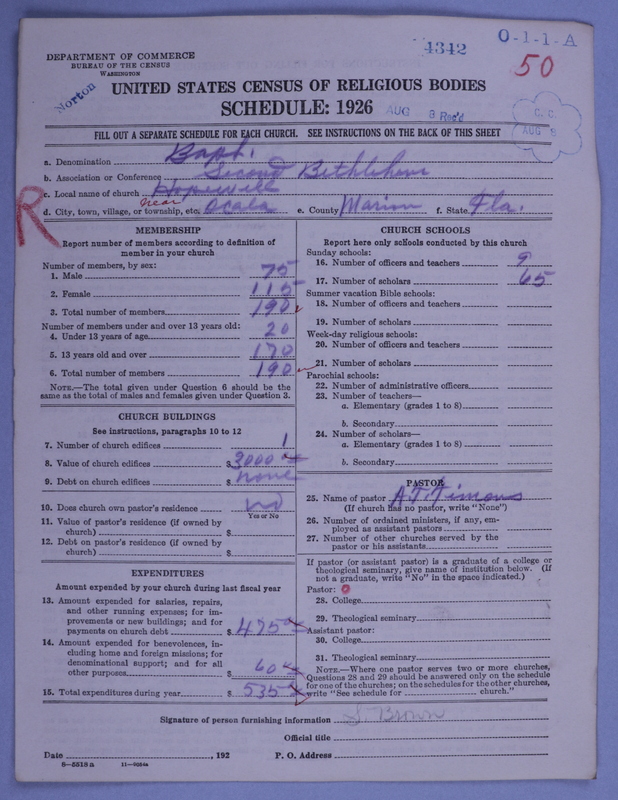 4342
O-1-1-A
50
DEPARTMENT OF COMMERCE
BUREAU OF THE CENSUS
WASHINGTON
Norton
UNITED STATES CENSUS OF RELIGIOUS BODIES
SCHEDULE: 1926
AUG 3 Rec'd
C. C.
AUG 8
FILL OUT A SEPARATE SCHEDULE FOR EACH CHURCH. SEE INSTRUCTIONS ON THE BACK OF THIS SHEET
a. Denomination Bapt.
b. Association or Conference Second Bethlehem
c. Local name of church Hopewell
d. City, town, village, or township, etc. near Ocala e. County Marion f. State Fla.
R
MEMBERSHIP
Report number of members according to definition of
member in your church
Number of members, by sex:
1. Male 75
2. Female 115
3. Total number of members 190
Number of members under and over 13 years old:
4. Under 13 years of age 20
5. 13 years old and over 170
6. Total number of members 190
NOTE.—The total given under Question 6 should be the
same as the total of males and females given under Question 3.
CHURCH BUILDINGS
See instructions, paragraphs 10 to 12
7. Number of church edifices 1
8. Value of church edifices $3000
9. Debt on church edifices $ none
10. Does church own pastor's residence no
Yes or No
11. Value of pastor's residence (if owned by
church) $
12. Debt on pastor's residence (if owned by
church) $
EXPENDITURES
Amount expended by your church during last fiscal year
13. Amount expended for salaries, repairs,
and other running expenses; for im-
provements or new buildings; and for
payments on church debt $ 475
14. Amount expended for benevolences, in-
cluding home and foreign missions; for
denominational support; and for all
other purposes $ 60
15. Total expenditures during year $ 535
CHURCH SCHOOLS
Report here only schools conducted by this church
Sunday schools:
16. Number of officers and teachers 9
17. Number of scholars 65
Summer vacation Bible schools:
18. Number of officers and teachers
19. Number of scholars
Week-day religious schools:
20. Number of officers and teachers
21. Number of scholars
Parochial schools:
22. Number of administrative officers
23. Number of teachers—
a. Elementary (grades 1 to 8)
b. Secondary
24. Number of scholars—
a. Elementary (grades 1 to 8)
b. Secondary
PASTOR
25. Name of pastor A. T. Timons
(If church has no pastor, write "None")
26. Number of ordained ministers, if any, em-
ployed as assistant pastors
27. Number of other churches served by the
pastor or his assistants
If pastor (or assistant pastor) is a graduate of a college or
theological seminary, give name of institution below. (If
not a graduate, write "No" in the space indicated.)
Pastor: 0
28. College
29. Theological seminary
Assistant pastor:
30. College
31. Theological seminary
NOTE.—Where one pastor serves two or more churches,
Questions 28 and 29 should be answered only on the schedule
for one of the churches; on the schedules for the other churches,
write "See schedule for church."
Signature of person furnishing information S. Brown
Official title
Date , 192 P. O. Address
8—5518a 11—9054a